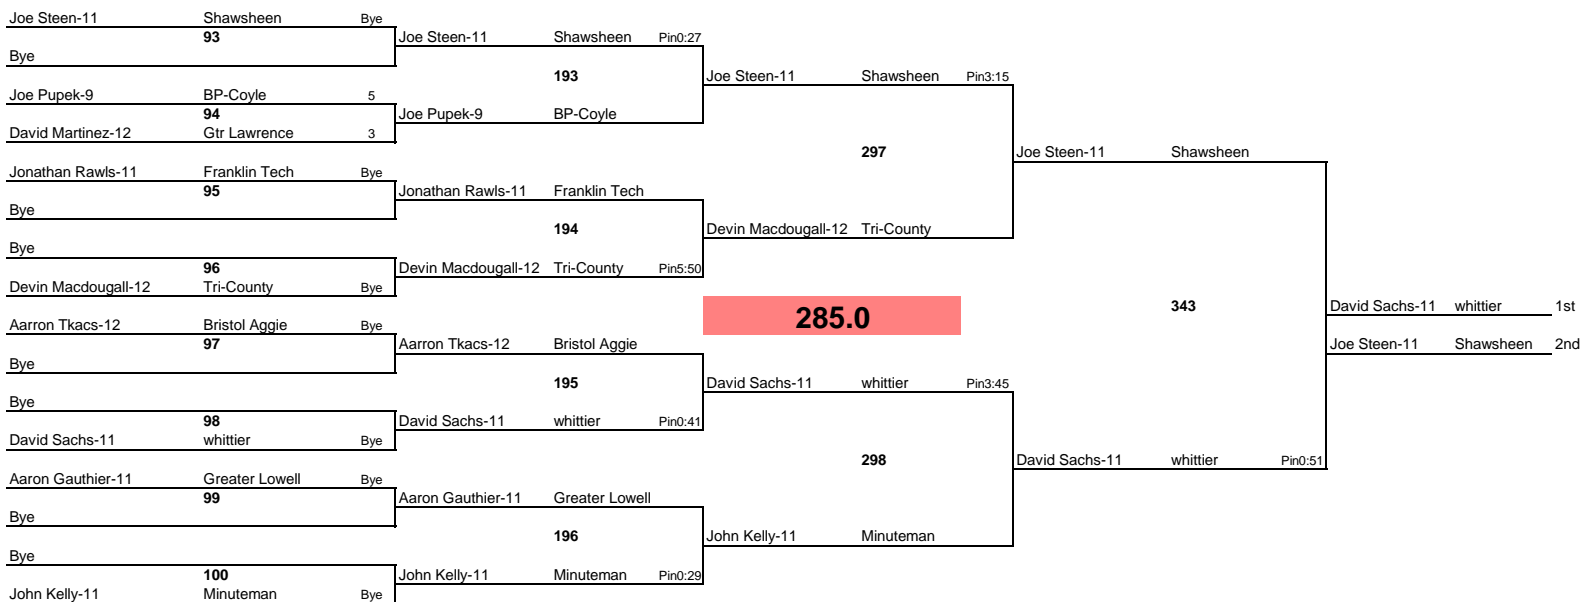 Joe Steen-11 Shawsheen Bye
93 Joe Steen-11 Shawsheen Pin0:27
Bye
193 Joe Steen-11 Shawsheen Pin3:15
Joe Pupek-9 BP-Coyle 5
94 Joe Pupek-9 BP-Coyle
David Martinez-12 Gtr Lawrence 3
297 Joe Steen-11 Shawsheen
Jonathan Rawls-11 Franklin Tech Bye
95 Jonathan Rawls-11 Franklin Tech
Bye
194 Devin Macdougall-12 Tri-County
Bye
96 Devin Macdougall-12 Tri-County Pin5:50
Devin Macdougall-12 Tri-County Bye
343 David Sachs-11 whittier 1st
285.0
Aarron Tkacs-12 Bristol Aggie Bye
97 Aarron Tkacs-12 Bristol Aggie Joe Steen-11 Shawsheen 2nd
Bye
195 David Sachs-11 whittier Pin3:45
Bye
98 David Sachs-11 whittier Pin0:41
David Sachs-11 whittier Bye
298 David Sachs-11 whittier Pin0:51
Aaron Gauthier-11 Greater Lowell Bye
99 Aaron Gauthier-11 Greater Lowell
Bye
196 John Kelly-11 Minuteman
Bye
100 John Kelly-11 Minuteman Pin0:29
John Kelly-11 Minuteman Bye